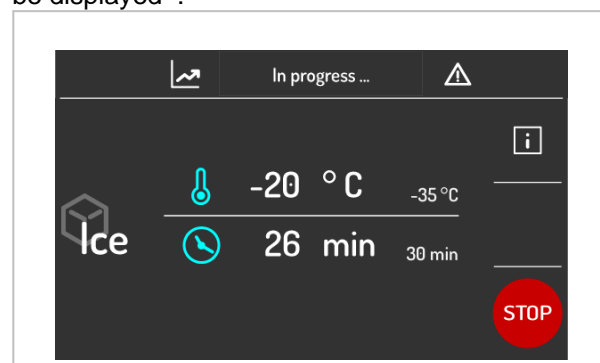 be displayed .
In progress ...
i
-20 °C
-35 °C
Ice
26 min
30 min
STOP